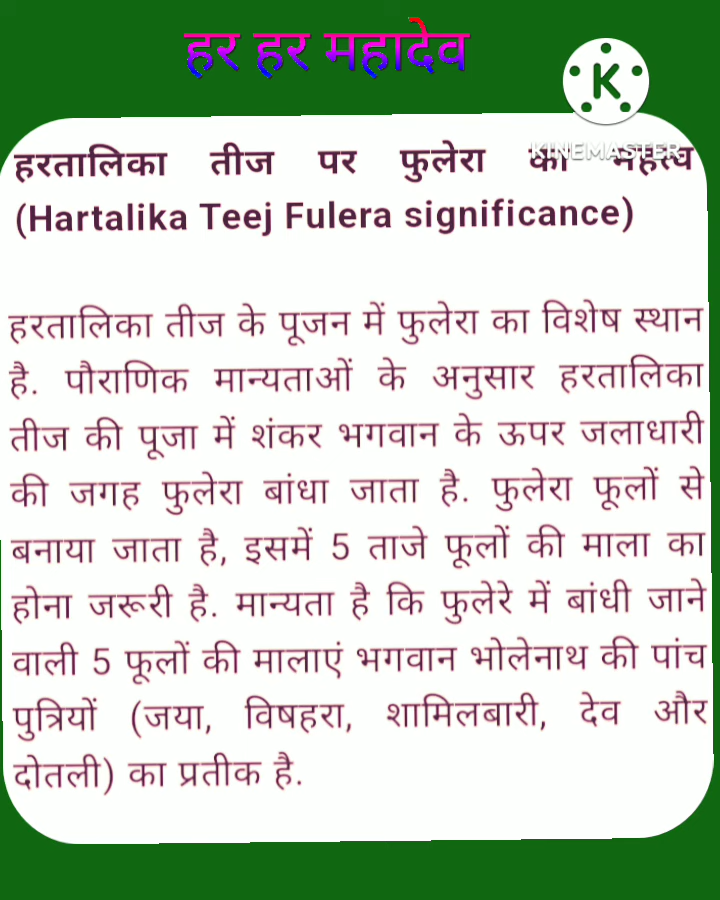 हर हर महादेव
K
KINEMASTER
हरतालिका तीज पर फुलेरा का महत्व
(Hartalika Teej Fulera significance)
हरतालिका तीज के पूजन में फुलेरा का विशेष स्थान
है. पौराणिक मान्यताओं के अनुसार हरतालिका
तीज की पूजा में शंकर भगवान के ऊपर जलाधारी
की जगह फुलेरा बांधा जाता है. फुलेरा फूलों से
बनाया जाता है, इसमें 5 ताजे फूलों की माला का
होना जरूरी है. मान्यता है कि फुलेरे में बांधी जाने
वाली 5 फूलों की मालाएं भगवान भोलेनाथ की पांच
पुत्रियों (जया, विषहरा, शामिलबारी, देव और
दोतली) का प्रतीक है.